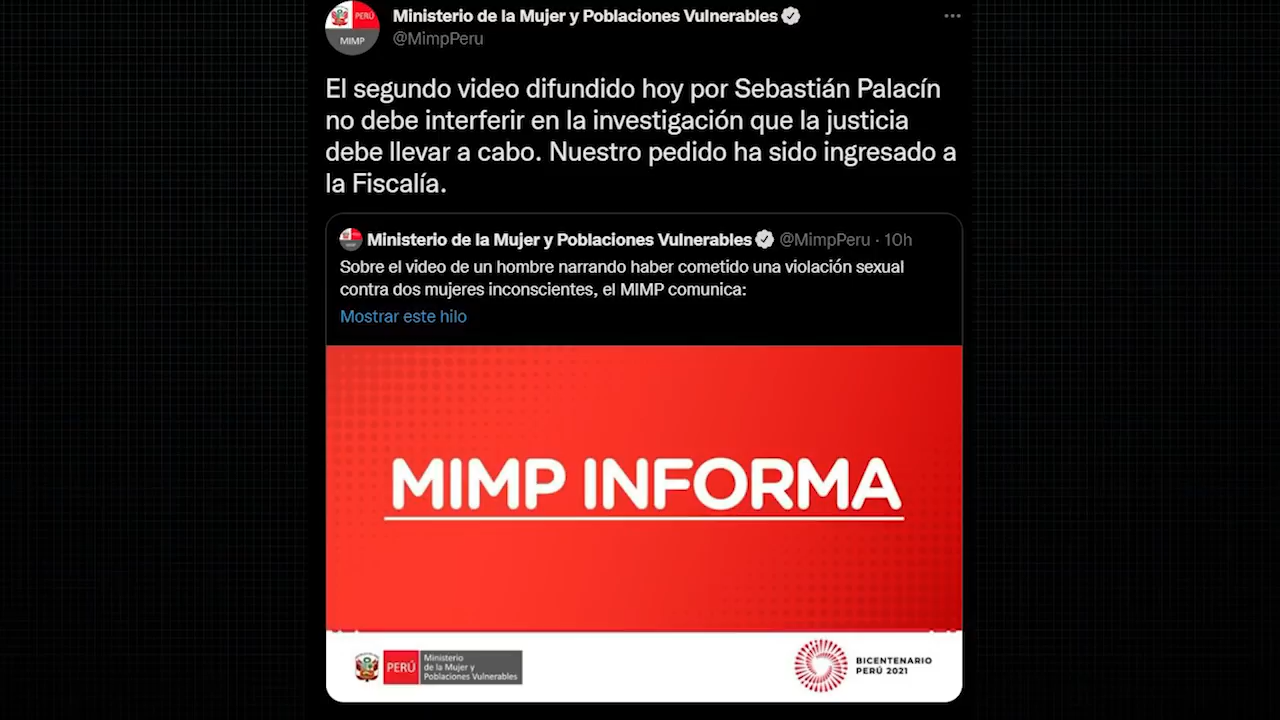 PERÚ
MIMP
Ministerio de la Mujer y Poblaciones Vulnerables
@MimpPeru
El segundo video difundido hoy por Sebastián Palacín
no debe interferir en la investigación que la justicia
debe llevar a cabo. Nuestro pedido ha sido ingresado a
la Fiscalía.
Ministerio de la Mujer y Poblaciones Vulnerables @MimpPeru · 10h
Sobre el video de un hombre narrando haber cometido una violación sexual
contra dos mujeres inconscientes, el MIMP comunica:
Mostrar este hilo
MIMP INFORMA
PERÚ
Ministerio
de la Mujer y
Poblaciones Vulnerables
BICENTENARIO
PERÚ 2021